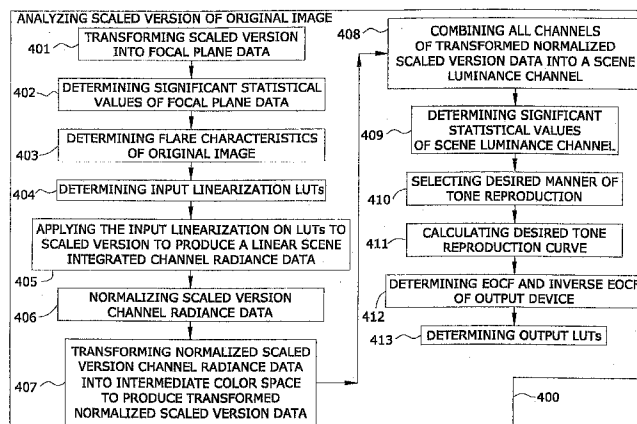 ANALYZING SCALED VERSION OF ORIGINAL IMAGE
401
TRANSFORMING SCALED VERSION
INTO FOCAL PLANE DATA
402
DETERMINING SIGNIFICANT STATISTICAL
VALUES OF FOCAL PLANE DATA
403
DETERMINING FLARE CHARACTERISTICS
OF ORIGINAL IMAGE
404
DETERMINING INPUT LINEARIZATION LUTs
APPLYING THE INPUT LINEARIZATION ON LUTs TO
SCALED VERSION TO PRODUCE A LINEAR SCENE
INTEGRATED CHANNEL RADIANCE DATA
405
NORMALIZING SCALED VERSION
CHANNEL RADIANCE DATA
406
TRANSFORMING NORMALIZED SCALED
VERSION CHANNEL RADIANCE DATA
INTO INTERMEDIATE COLOR SPACE
TO PRODUCE TRANSFORMED
NORMALIZED SCALED VERSION DATA
407
408
COMBINING ALL CHANNELS
OF TRANSFORMED NORMALIZED
SCALED VERSION DATA INTO A SCENE
LUMINANCE CHANNEL
409
DETERMINING SIGNIFICANT
STATISTICAL VALUES
OF SCENE LUMINANCE CHANNEL
410
SELECTING DESIRED MANNER OF
TONE REPRODUCTION
411
CALCULATING DESIRED TONE
REPRODUCTION CURVE
412
DETERMINING EOCF AND INVERSE EOCF
OF OUTPUT DEVICE
413
DETERMINING OUTPUT LUTs
400